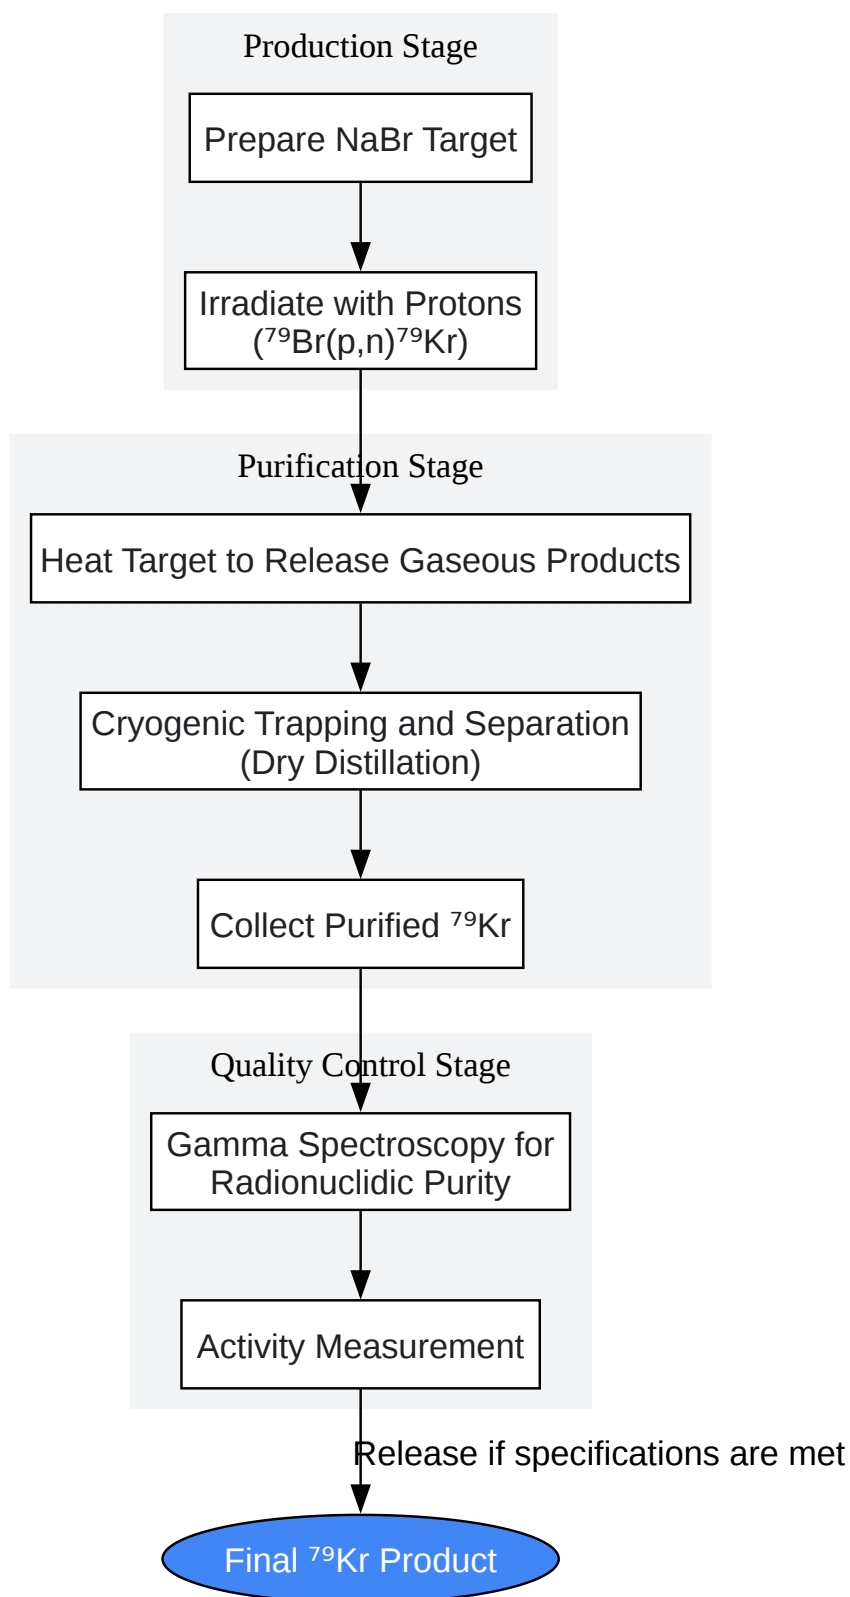 Production Stage
Prepare NaBr Target
Irradiate with Protons
(⁷⁹Br(p,n)⁷⁹Kr)
Purification Stage
Heat Target to Release Gaseous Products
Cryogenic Trapping and Separation
(Dry Distillation)
Collect Purified ⁷⁹Kr
Quality Control Stage
Gamma Spectroscopy for
Radionuclidic Purity
Activity Measurement
Release if specifications are met
Final ⁷⁹Kr Product